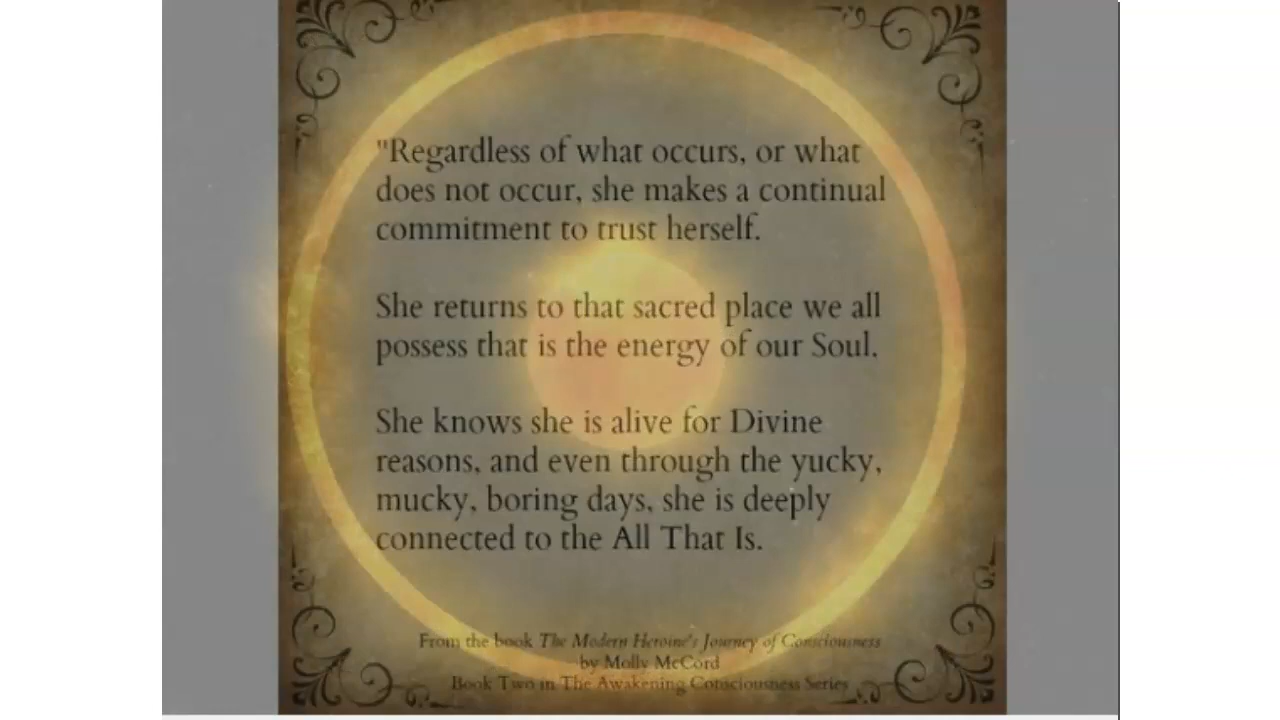 "Regardless of what occurs, or what
does not occur, she makes a continual
commitment to trust herself.
She returns to that sacred place we all
possess that is the energy of our Soul.
She knows she is alive for Divine
reasons, and even through the yucky,
mucky, boring days, she is deeply
connected to the All That Is.
From the book The Modern Heroine's Journey of Consciousness
by Molly McCord
Book Two in The Awakening Consciousness Series